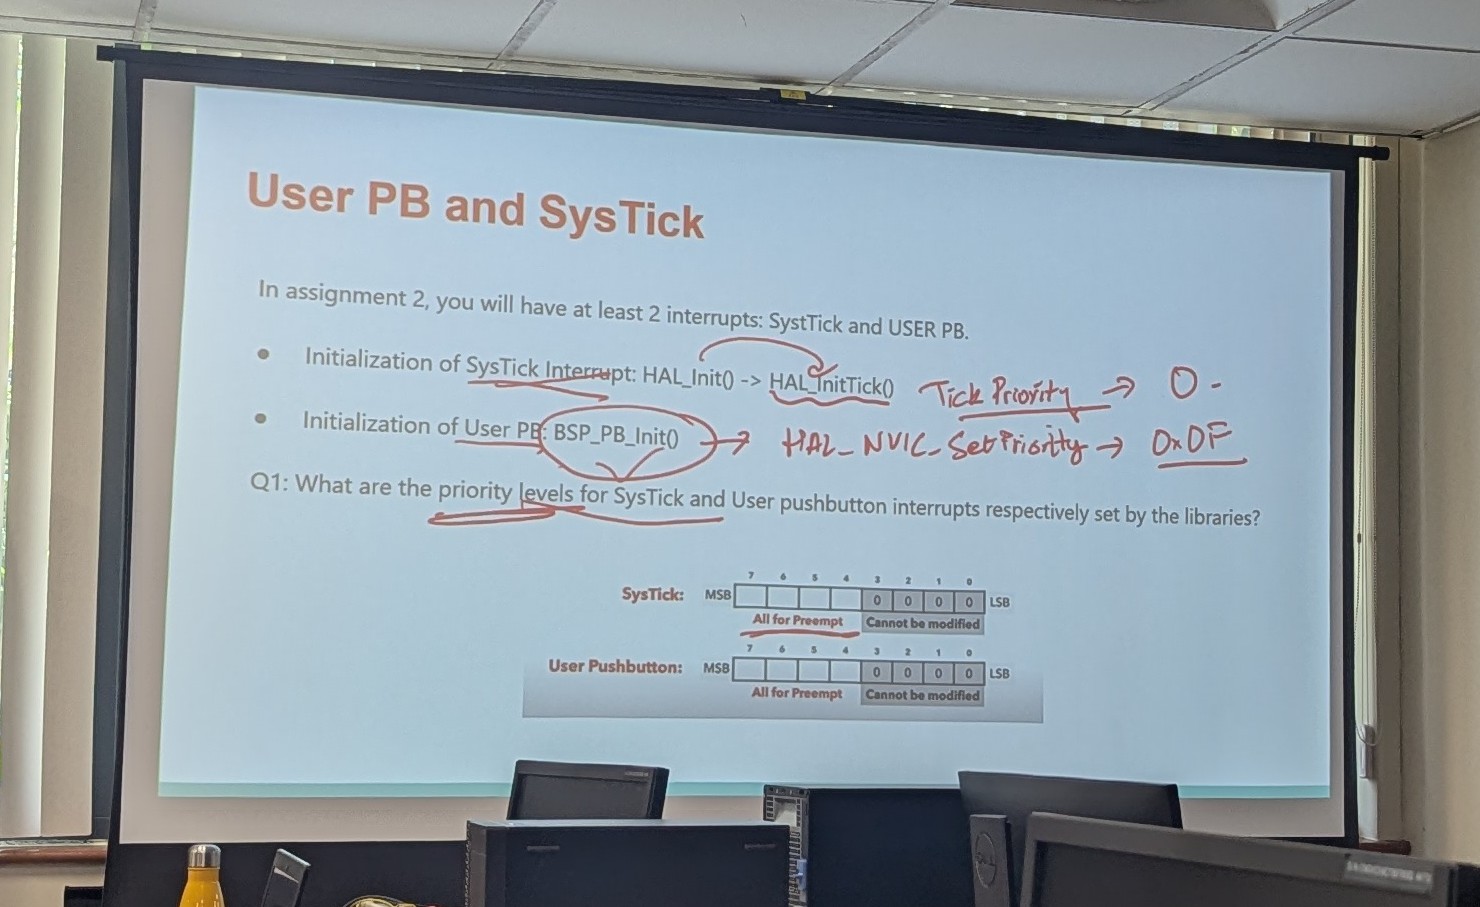 User PB and SysTick
In assignment 2, you will have at least 2 interrupts: SystTick and USER PB.
● Initialization of SysTick Interrupt: HAL_Init() -> HAL_InitTick() Tick Priority → 0
● Initialization of User PB: BSP_PB_Init() → HAL_NVIC_SetPriority → 0x0F
Q1: What are the priority levels for SysTick and User pushbutton interrupts respectively set by the libraries?
7 6 5 4 3 2 1 0
SysTick: MSB 0 0 0 0 LSB
All for Preempt Cannot be modified
7 6 5 4 3 2 1 0
User Pushbutton: MSB 0 0 0 0 LSB
All for Preempt Cannot be modified
DELL